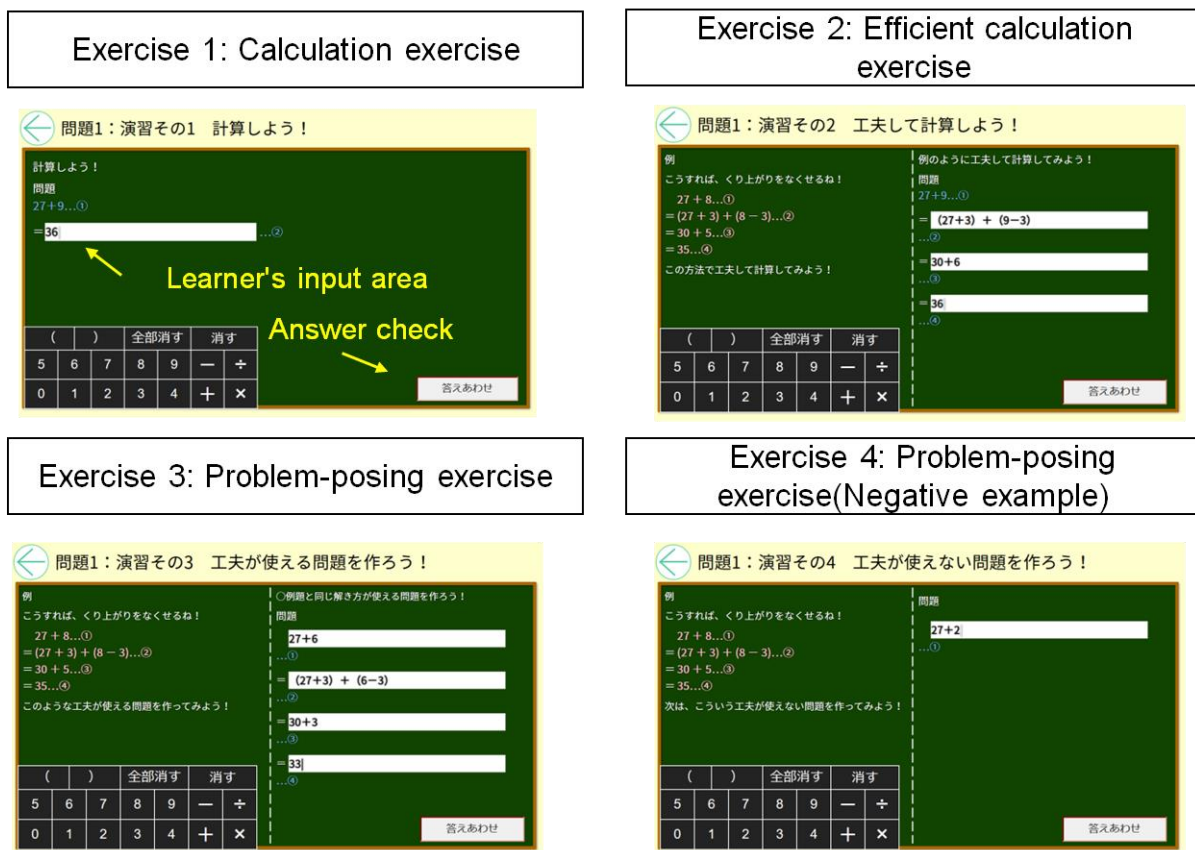 Exercise 1: Calculation exercise
問題1：演習その1　計算しよう！
計算しよう！
問題
27+9...①
=36
...②
Learner's input area
Answer check
(
)
全部消す
消す
5 6 7 8 9 － ÷
0 1 2 3 4 ＋ ×
答えあわせ
Exercise 2: Efficient calculation
exercise
問題1：演習その2　工夫して計算しよう！
例
こうすれば、くり上がりをなくせるね！
27 + 8...①
= (27 + 3) + (8 − 3)...②
= 30 + 5...③
= 35...④
この方法で工夫して計算してみよう！
例のように工夫して計算してみよう！
問題
27+9...①
= （27+3）+（9−3）
...②
= 30+6
...③
= 36
...④
(
)
全部消す
消す
5 6 7 8 9 － ÷
0 1 2 3 4 ＋ ×
答えあわせ
Exercise 3: Problem-posing exercise
問題1：演習その3　工夫が使える問題を作ろう！
例
こうすれば、くり上がりをなくせるね！
27 + 8...①
= (27 + 3) + (8 − 3)...②
= 30 + 5...③
= 35...④
このような工夫が使える問題を作ってみよう！
○例題と同じ解き方が使える問題を作ろう！
問題
27+6
...①
= （27+3）+（6−3）
...②
= 30+3
...③
= 33
...④
(
)
全部消す
消す
5 6 7 8 9 － ÷
0 1 2 3 4 ＋ ×
答えあわせ
Exercise 4: Problem-posing
exercise(Negative example)
問題1：演習その4　工夫が使えない問題を作ろう！
例
こうすれば、くり上がりをなくせるね！
27 + 8...①
= (27 + 3) + (8 − 3)...②
= 30 + 5...③
= 35...④
次は、こういう工夫が使えない問題を作ってみよう！
問題
27+2
...①
(
)
全部消す
消す
5 6 7 8 9 － ÷
0 1 2 3 4 ＋ ×
答えあわせ